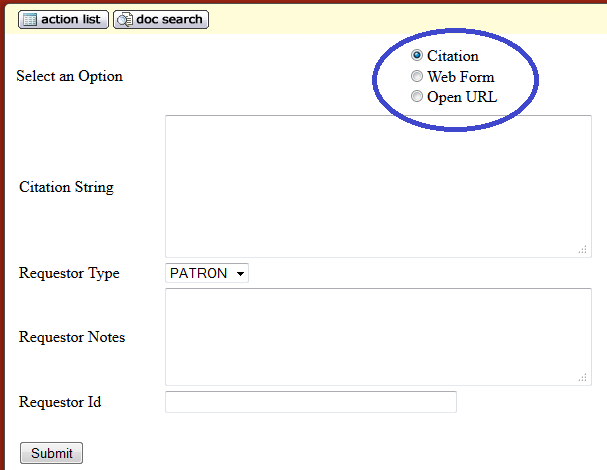 action list doc search
Select an Option
Citation
Web Form
Open URL
Citation String
Requestor Type PATRON
Requestor Notes
Requestor Id
Submit